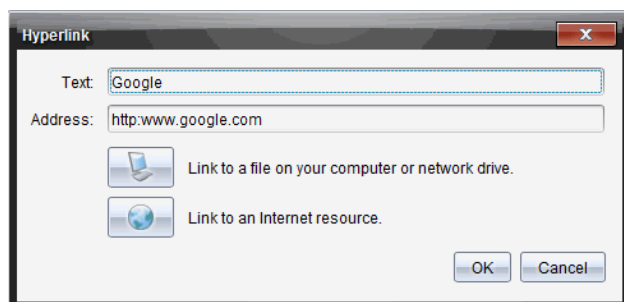 Hyperlink
Text: Google
Address: http:www.google.com
Link to a file on your computer or network drive.
Link to an Internet resource.
OK Cancel